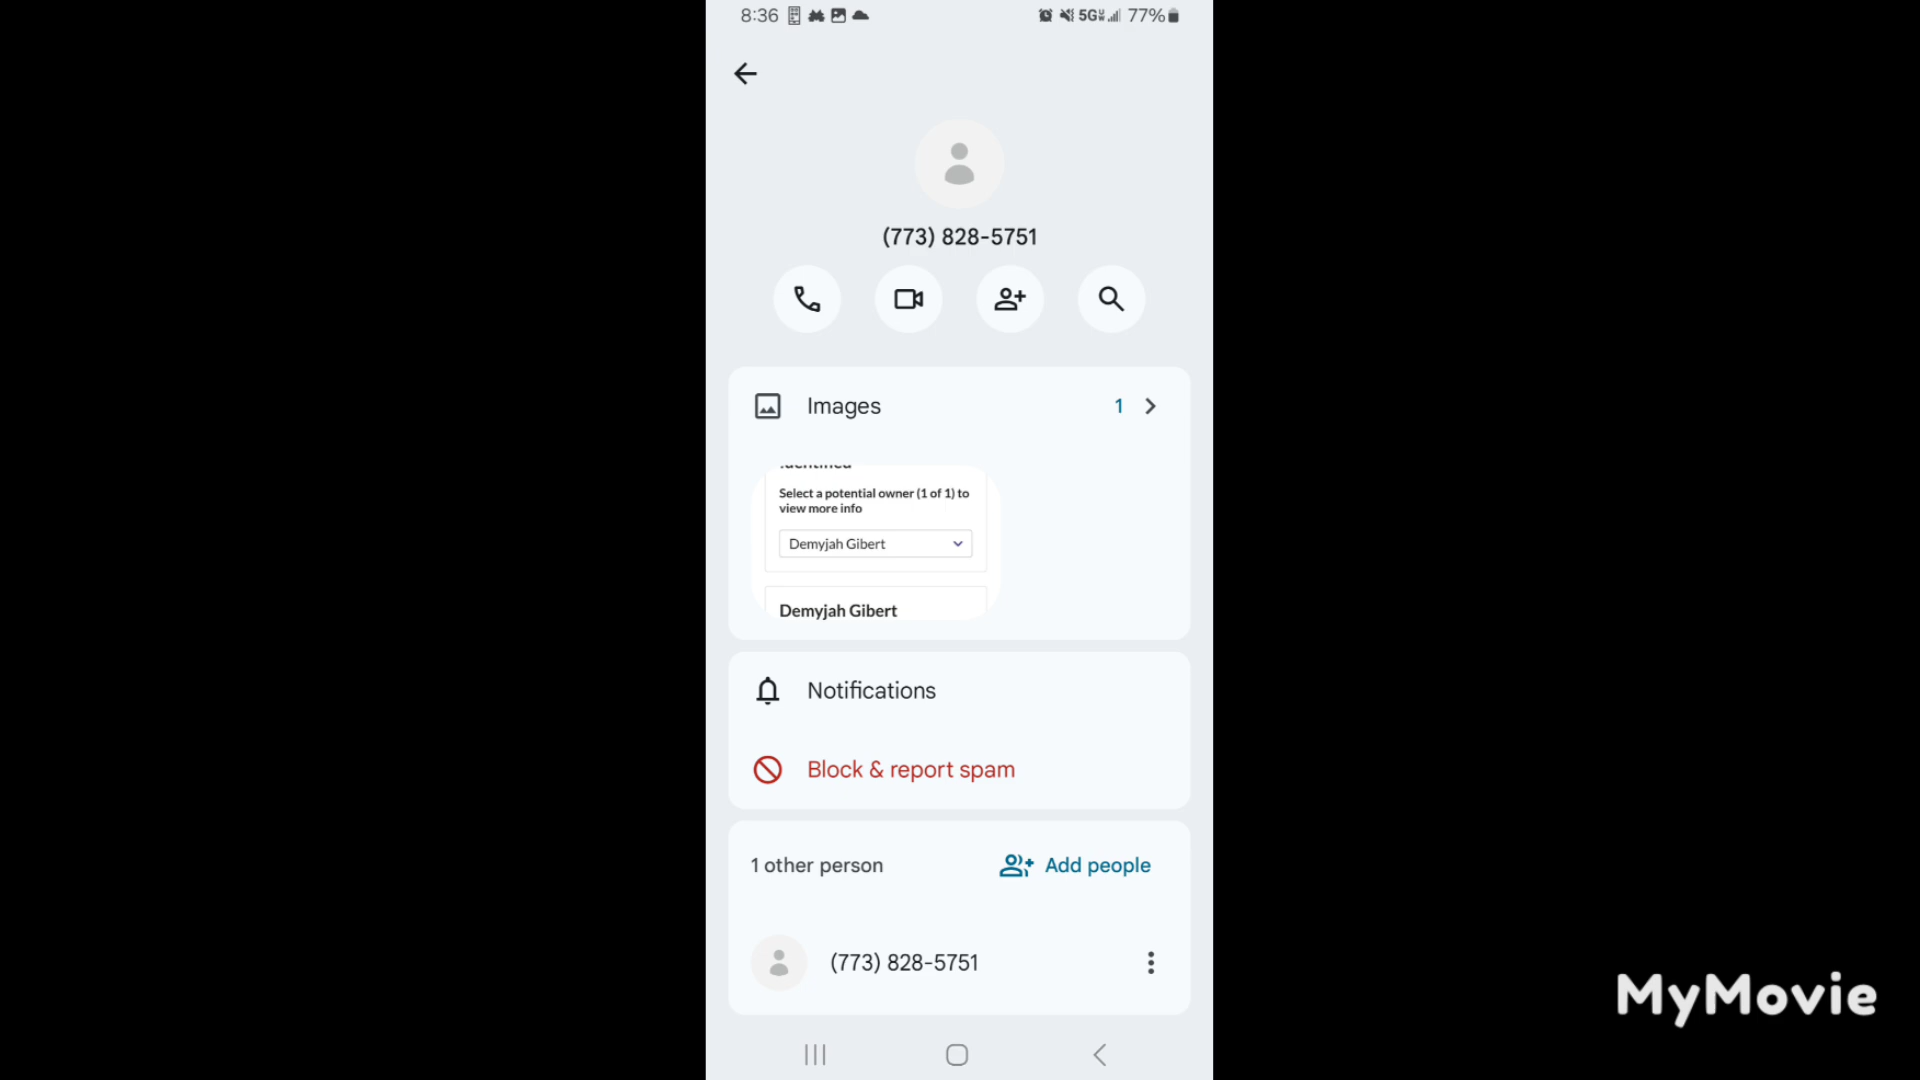 8:36 5G 77%
(773) 828-5751
Images 1
Select a potential owner (1 of 1) to
view more info
Demyjah Gibert
Demyjah Gibert
Notifications
Block & report spam
1 other person Add people
(773) 828-5751
MyMovie